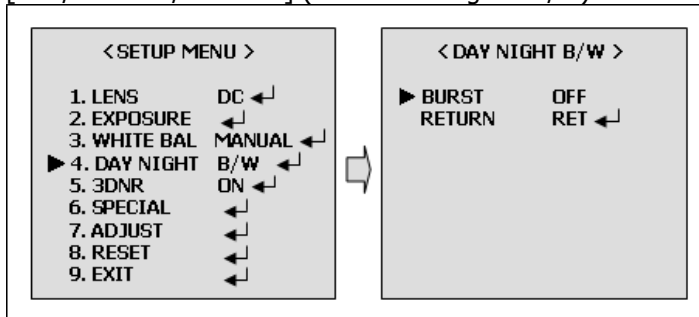 <SETUP MENU >
1. LENS DC ↲
2. EXPOSURE ↲
3. WHITE BAL MANUAL ↲
▶ 4. DAY NIGHT B/W ↲
5. 3DNR ON ↲
6. SPECIAL ↲
7. ADJUST ↲
8. RESET ↲
9. EXIT ↲
< DAY NIGHT B/W >
▶ BURST OFF
RETURN RET ↲